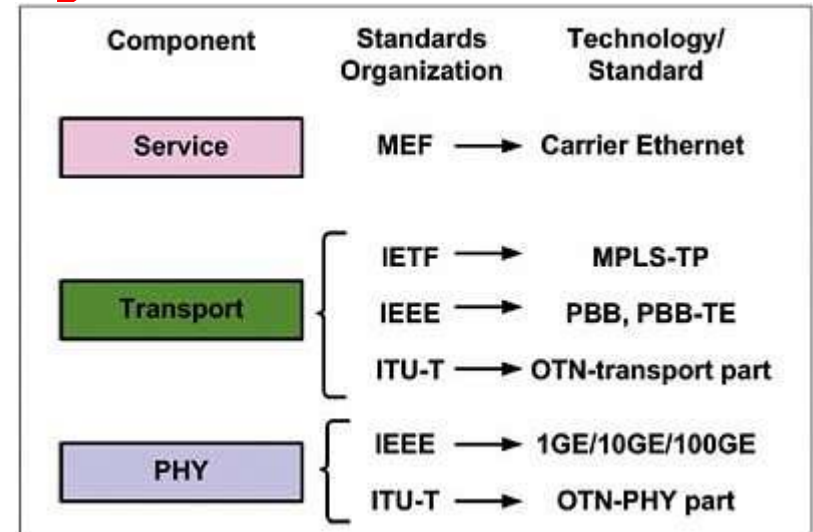 Component Standards Organization Technology/ Standard
Service MEF Carrier Ethernet
IETF MPLS-TP
Transport IEEE PBB, PBB-TE
ITU-T OTN-transport part
IEEE 1GE/10GE/100GE
PHY
ITU-T OTN-PHY part